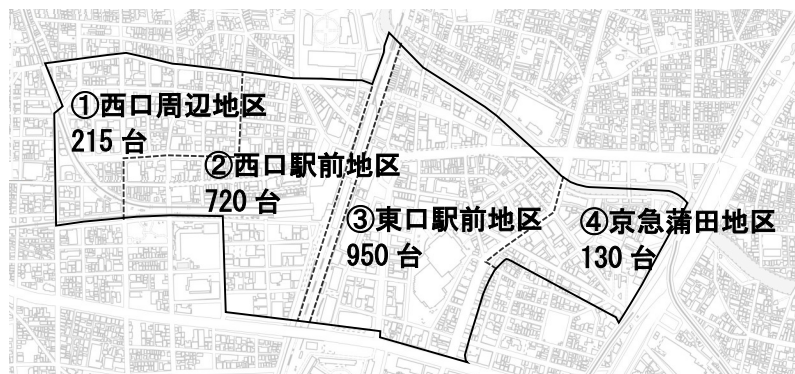 ①西口周辺地区
215 台
②西口駅前地区
720 台
③東口駅前地区
950 台
④京急蒲田地区
130 台